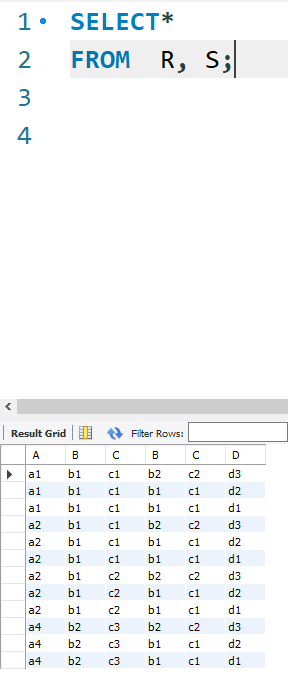 1 SELECT*
2 FROM R, S;
3
4
Result Grid Filter Rows:
A B C B C D
a1 b1 c1 b2 c2 d3
a1 b1 c1 b1 c1 d2
a1 b1 c1 b1 c1 d1
a2 b1 c1 b2 c2 d3
a2 b1 c1 b1 c1 d2
a2 b1 c1 b1 c1 d1
a2 b1 c2 b2 c2 d3
a2 b1 c2 b1 c1 d2
a2 b1 c2 b1 c1 d1
a4 b2 c3 b2 c2 d3
a4 b2 c3 b1 c1 d2
a4 b2 c3 b1 c1 d1